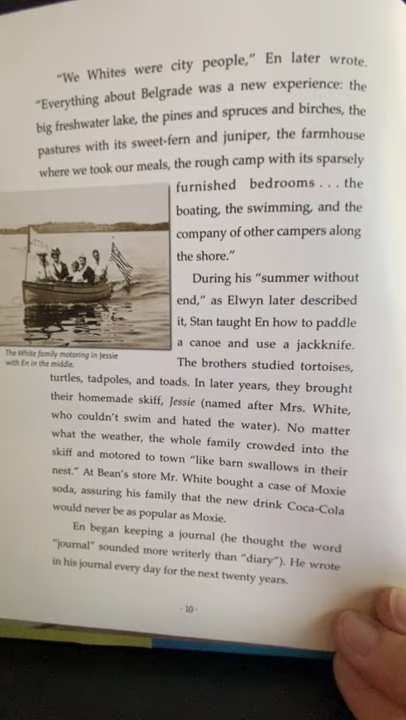 "We Whites were city people," En later wrote.
"Everything about Belgrade was a new experience: the
big freshwater lake, the pines and spruces and birches, the
pastures with its sweet-fern and juniper, the farmhouse
where we took our meals, the rough camp with its sparsely
furnished bedrooms . . . the
boating, the swimming, and the
company of other campers along
the shore."
During his "summer without
end," as Elwyn later described
it, Stan taught En how to paddle
a canoe and use a jackknife.
The brothers studied tortoises,
The White family motoring in Jessie
with En in the middle.
turtles, tadpoles, and toads. In later years, they brought
their homemade skiff, Jessie (named after Mrs. White,
who couldn't swim and hated the water). No matter
what the weather, the whole family crowded into the
skiff and motored to town "like barn swallows in their
nest." At Bean's store Mr. White bought a case of Moxie
soda, assuring his family that the new drink Coca-Cola
would never be as popular as Moxie.
En began keeping a journal (he thought the word
"journal" sounded more writerly than "diary"). He wrote
in his journal every day for the next twenty years.
· 10 ·